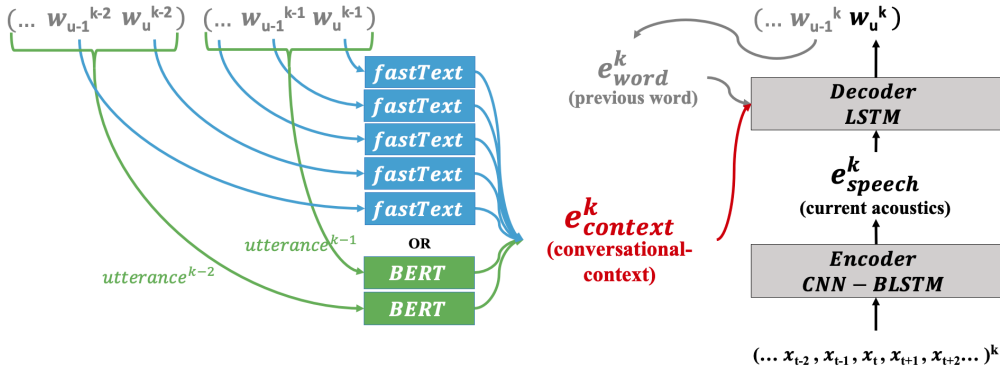 (... w_{u-1}^{k-2} w_u^{k-2}) (... w_{u-1}^{k-1} w_u^{k-1})
fastText
fastText
fastText
fastText
fastText
OR
utterance^{k-1}
BERT
utterance^{k-2}
BERT
e_{context}^k
(conversational-
context)
(... w_{u-1}^k w_u^k)
e_{word}^k
(previous word)
Decoder
LSTM
e_{speech}^k
(current acoustics)
Encoder
CNN – BLSTM
(... x_{t-2}, x_{t-1}, x_t, x_{t+1}, x_{t+2}... )^k